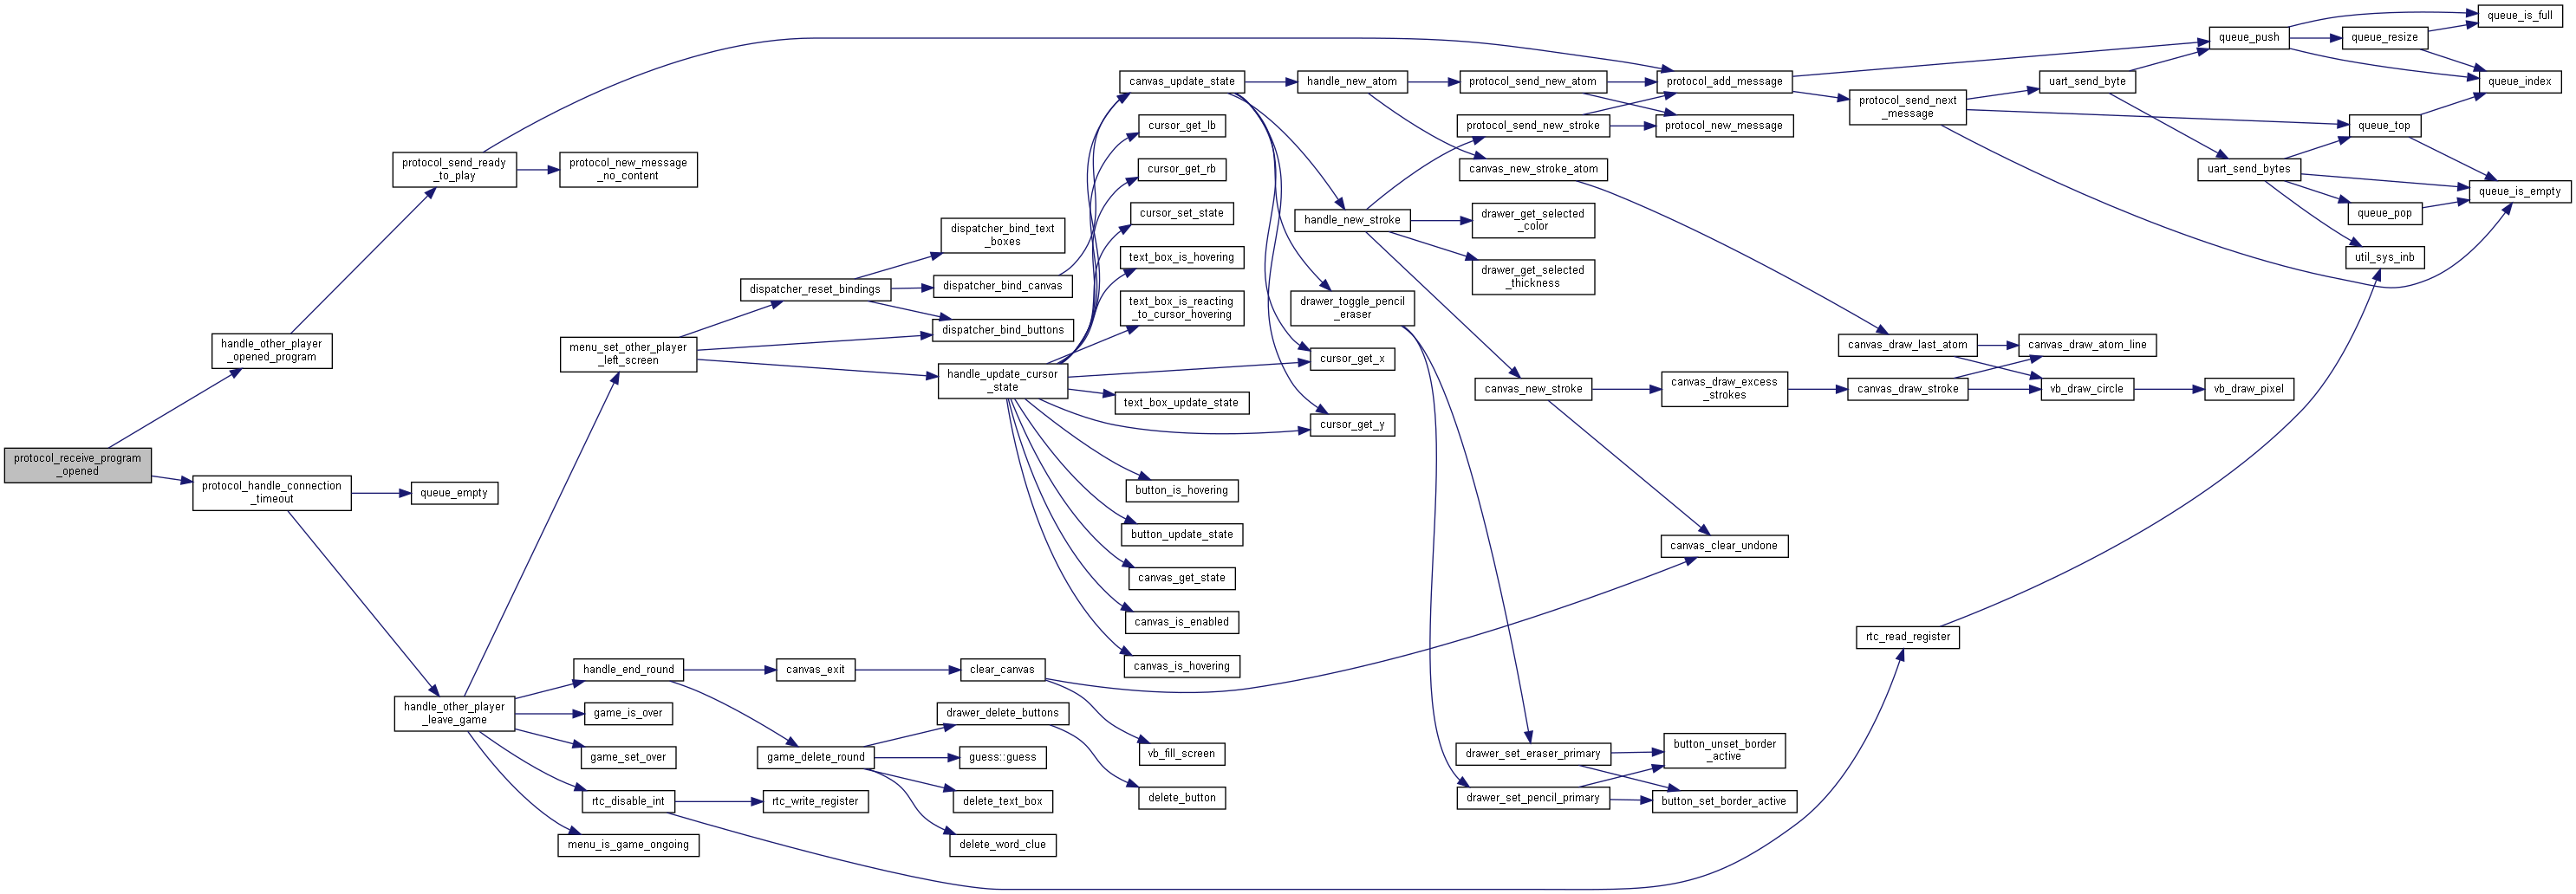 protocol_receive_program
_opened
handle_other_player
_opened_program
protocol_handle_connection
_timeout
protocol_send_ready
_to_play
queue_empty
handle_other_player
_leave_game
protocol_new_message
_no_content
menu_set_other_player
_left_screen
handle_end_round
game_is_over
game_set_over
rtc_disable_int
menu_is_game_ongoing
dispatcher_reset_bindings
canvas_exit
game_delete_round
rtc_write_register
dispatcher_bind_text
_boxes
dispatcher_bind_canvas
dispatcher_bind_buttons
handle_update_cursor
_state
clear_canvas
drawer_delete_buttons
guess::guess
delete_text_box
delete_word_clue
canvas_update_state
cursor_get_lb
cursor_get_rb
cursor_set_state
text_box_is_hovering
text_box_is_reacting
_to_cursor_hovering
text_box_update_state
button_is_hovering
button_update_state
canvas_get_state
canvas_is_enabled
canvas_is_hovering
vb_fill_screen
delete_button
handle_new_atom
handle_new_stroke
drawer_toggle_pencil
_eraser
cursor_get_x
cursor_get_y
protocol_send_new_atom
protocol_send_new_stroke
canvas_new_stroke_atom
drawer_get_selected
_color
drawer_get_selected
_thickness
canvas_new_stroke
drawer_set_eraser_primary
drawer_set_pencil_primary
protocol_add_message
protocol_new_message
canvas_draw_excess
_strokes
canvas_clear_undone
button_unset_border
_active
button_set_border_active
protocol_send_next
_message
canvas_draw_last_atom
canvas_draw_stroke
rtc_read_register
uart_send_byte
canvas_draw_atom_line
vb_draw_circle
queue_push
uart_send_bytes
vb_draw_pixel
queue_resize
queue_top
queue_pop
util_sys_inb
queue_is_full
queue_index
queue_is_empty